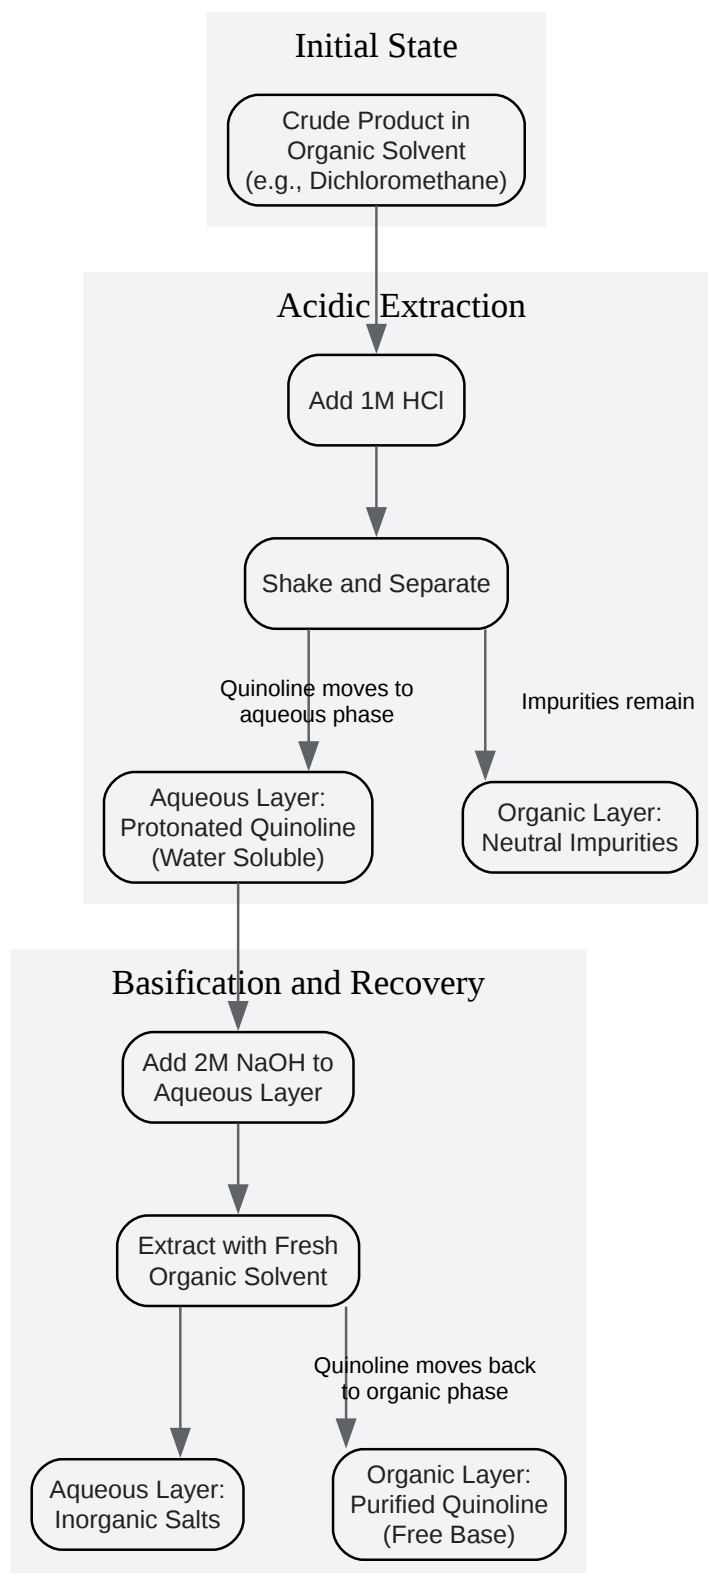 Initial State
Crude Product in
Organic Solvent
(e.g., Dichloromethane)
Acidic Extraction
Add 1M HCl
Shake and Separate
Quinoline moves to
aqueous phase
Impurities remain
Aqueous Layer:
Protonated Quinoline
(Water Soluble)
Organic Layer:
Neutral Impurities
Basification and Recovery
Add 2M NaOH to
Aqueous Layer
Extract with Fresh
Organic Solvent
Quinoline moves back
to organic phase
Aqueous Layer:
Inorganic Salts
Organic Layer:
Purified Quinoline
(Free Base)